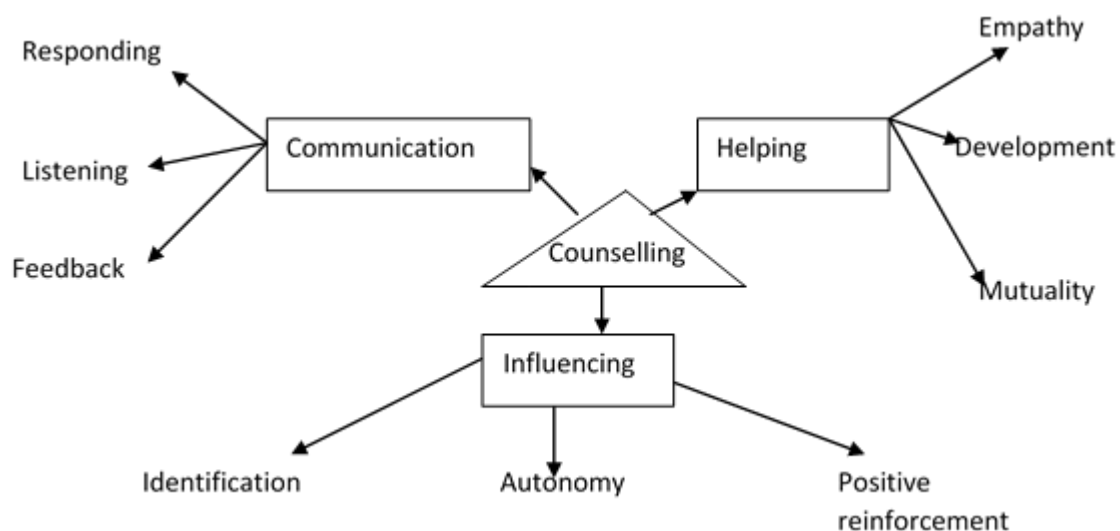 Empathy
Responding
Communication
Helping
Development
Listening
Counselling
Feedback
Mutuality
Influencing
Identification
Autonomy
Positive
reinforcement